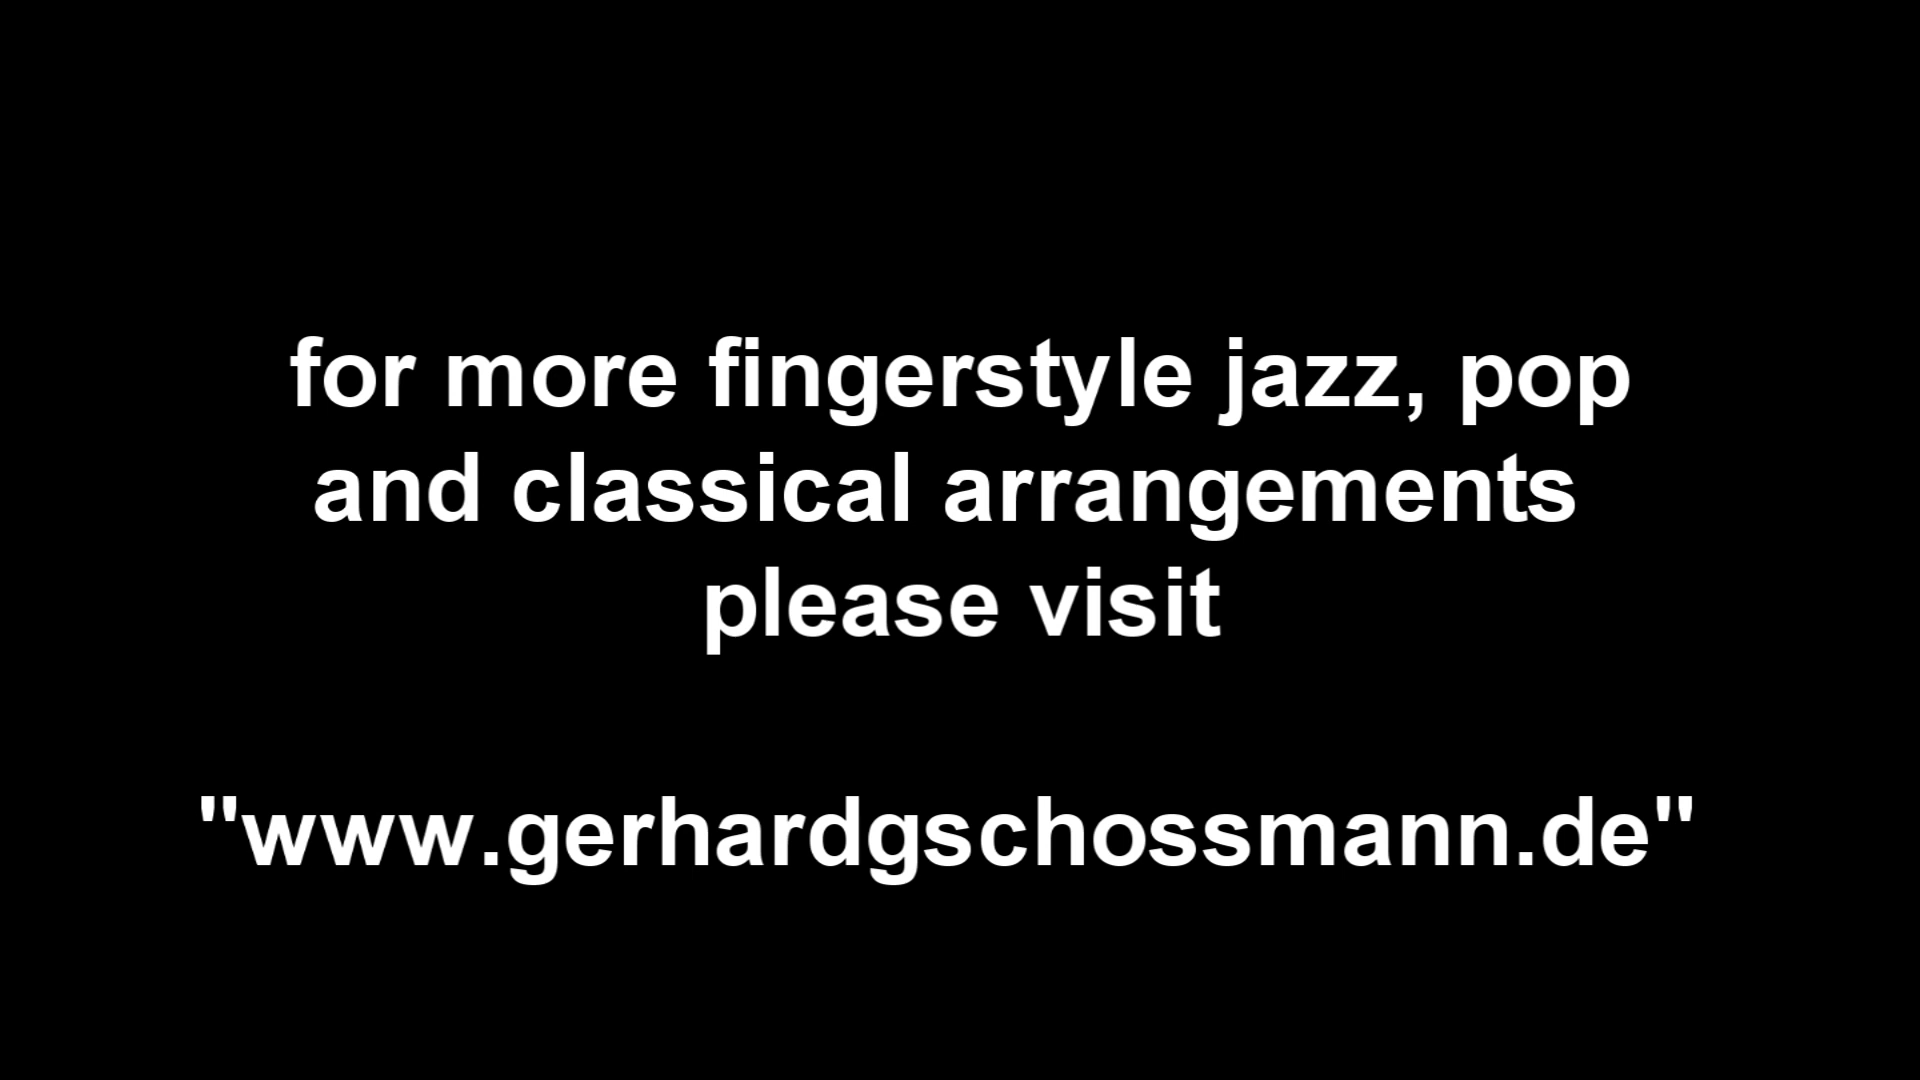 for more fingerstyle jazz, pop
and classical arrangements
please visit
"www.gerhardgschossmann.de"